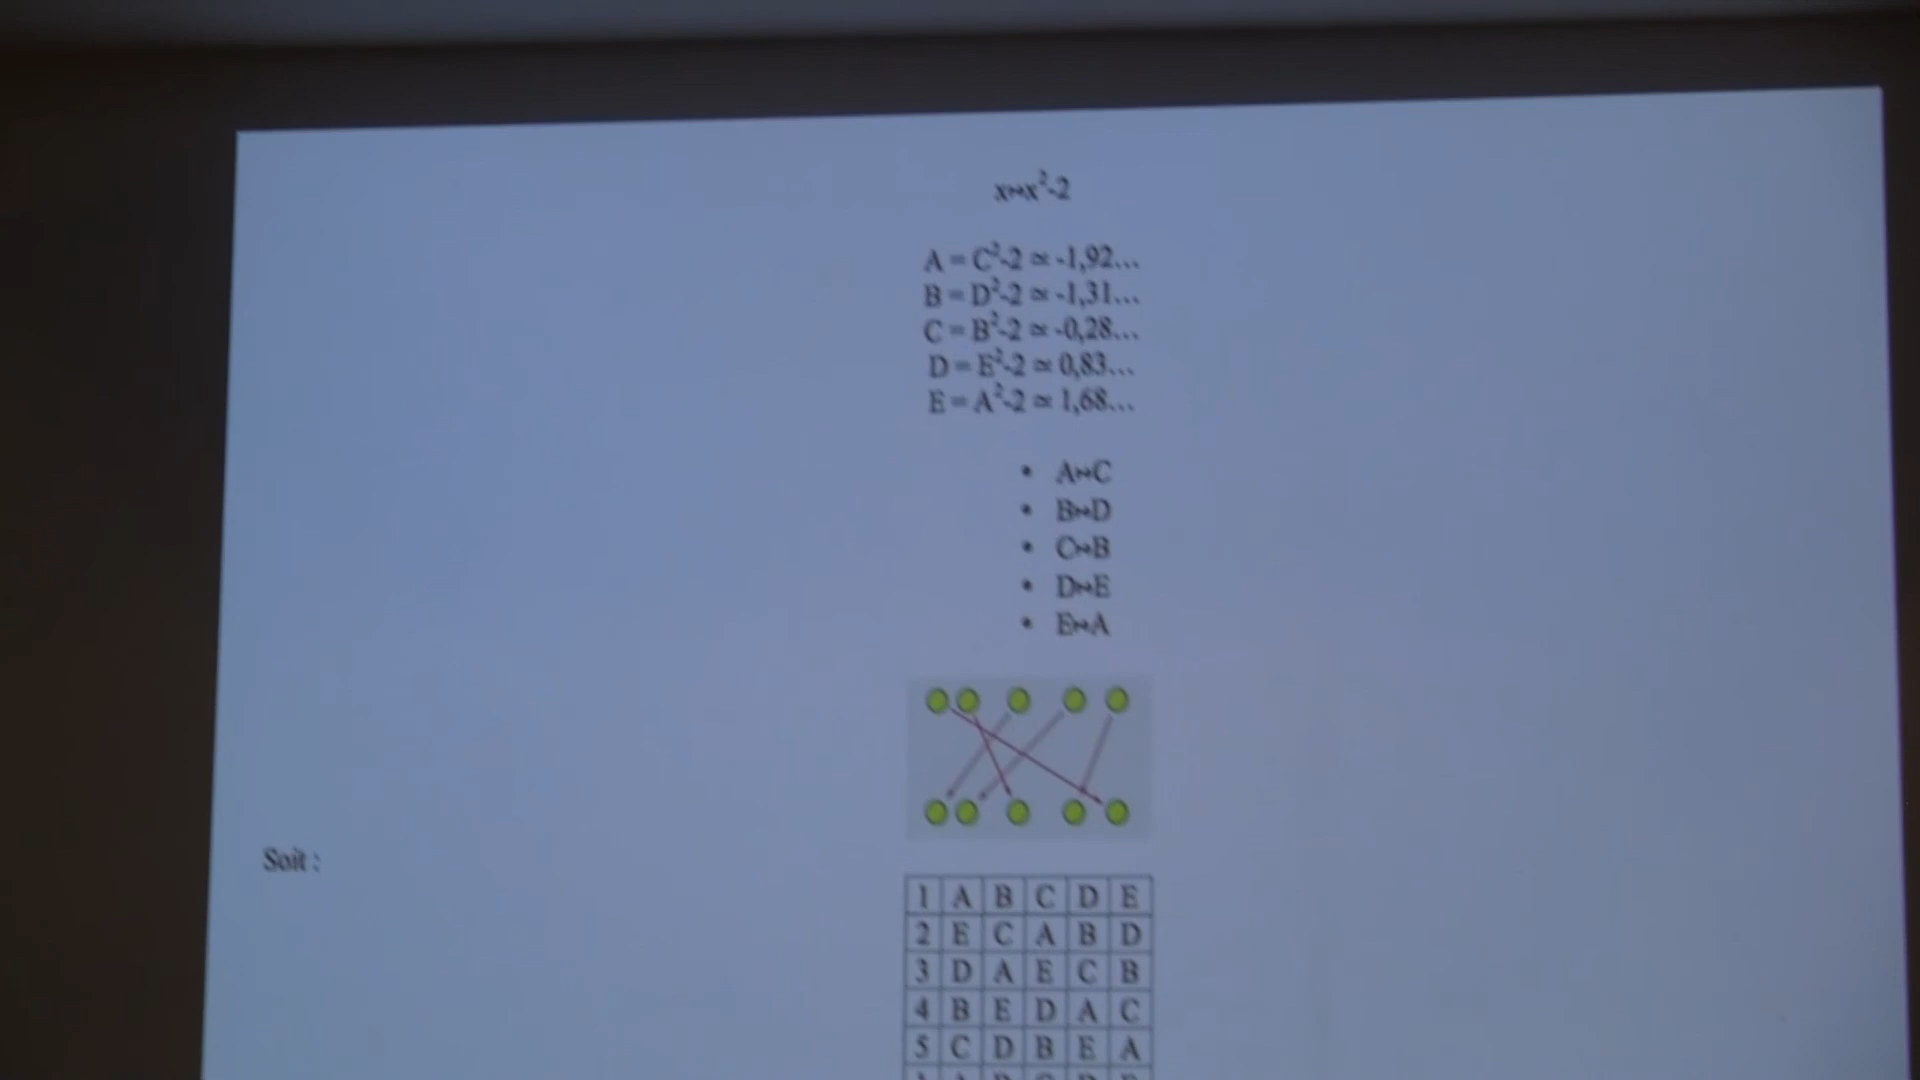 x↦x²-2
A = C²-2 ≃ -1,92...
B = D²-2 ≃ -1,31...
C = B²-2 ≃ -0,28...
D = E²-2 ≃ 0,83...
E = A²-2 ≃ 1,68...
• A↦C
• B↦D
• C↦B
• D↦E
• E↦A
Soit :
1 A B C D E
2 E C A B D
3 D A E C B
4 B E D A C
5 C D B E A